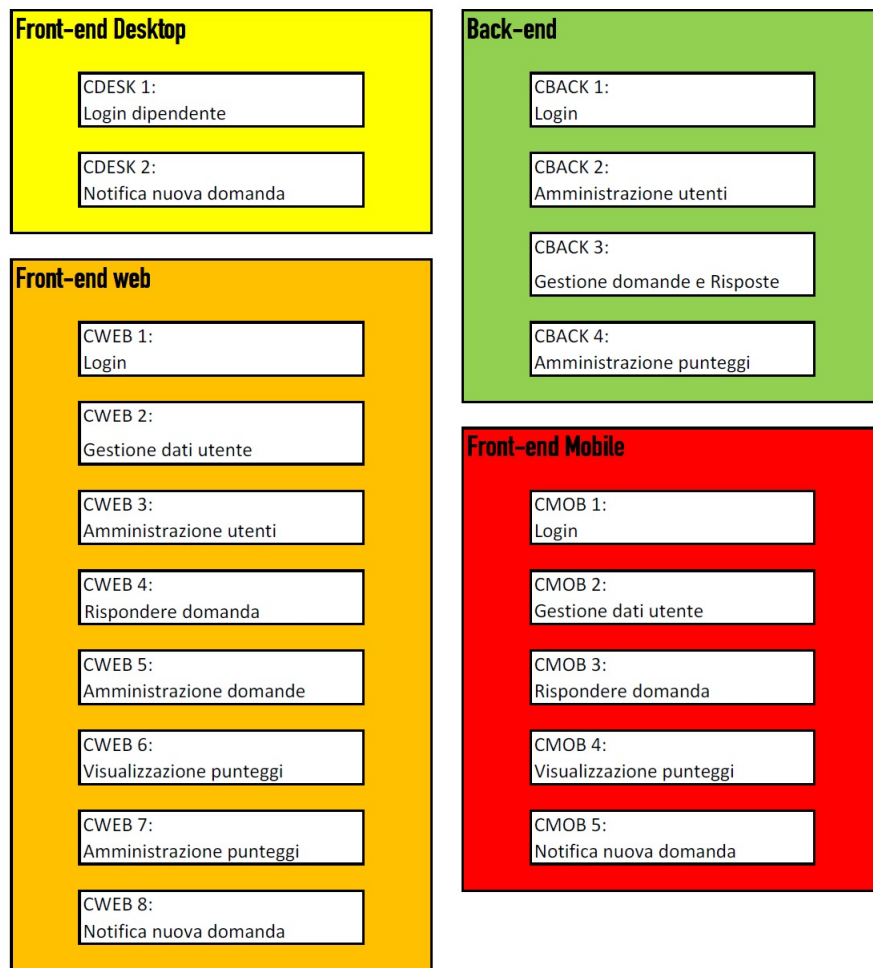 Front-end Desktop
CDESK 1:
Login dipendente
CDESK 2:
Notifica nuova domanda
Front-end web
CWEB 1:
Login
CWEB 2:
Gestione dati utente
CWEB 3:
Amministrazione utenti
CWEB 4:
Rispondere domanda
CWEB 5:
Amministrazione domande
CWEB 6:
Visualizzazione punteggi
CWEB 7:
Amministrazione punteggi
CWEB 8:
Notifica nuova domanda
Back-end
CBACK 1:
Login
CBACK 2:
Amministrazione utenti
CBACK 3:
Gestione domande e Risposte
CBACK 4:
Amministrazione punteggi
Front-end Mobile
CMOB 1:
Login
CMOB 2:
Gestione dati utente
CMOB 3:
Rispondere domanda
CMOB 4:
Visualizzazione punteggi
CMOB 5:
Notifica nuova domanda